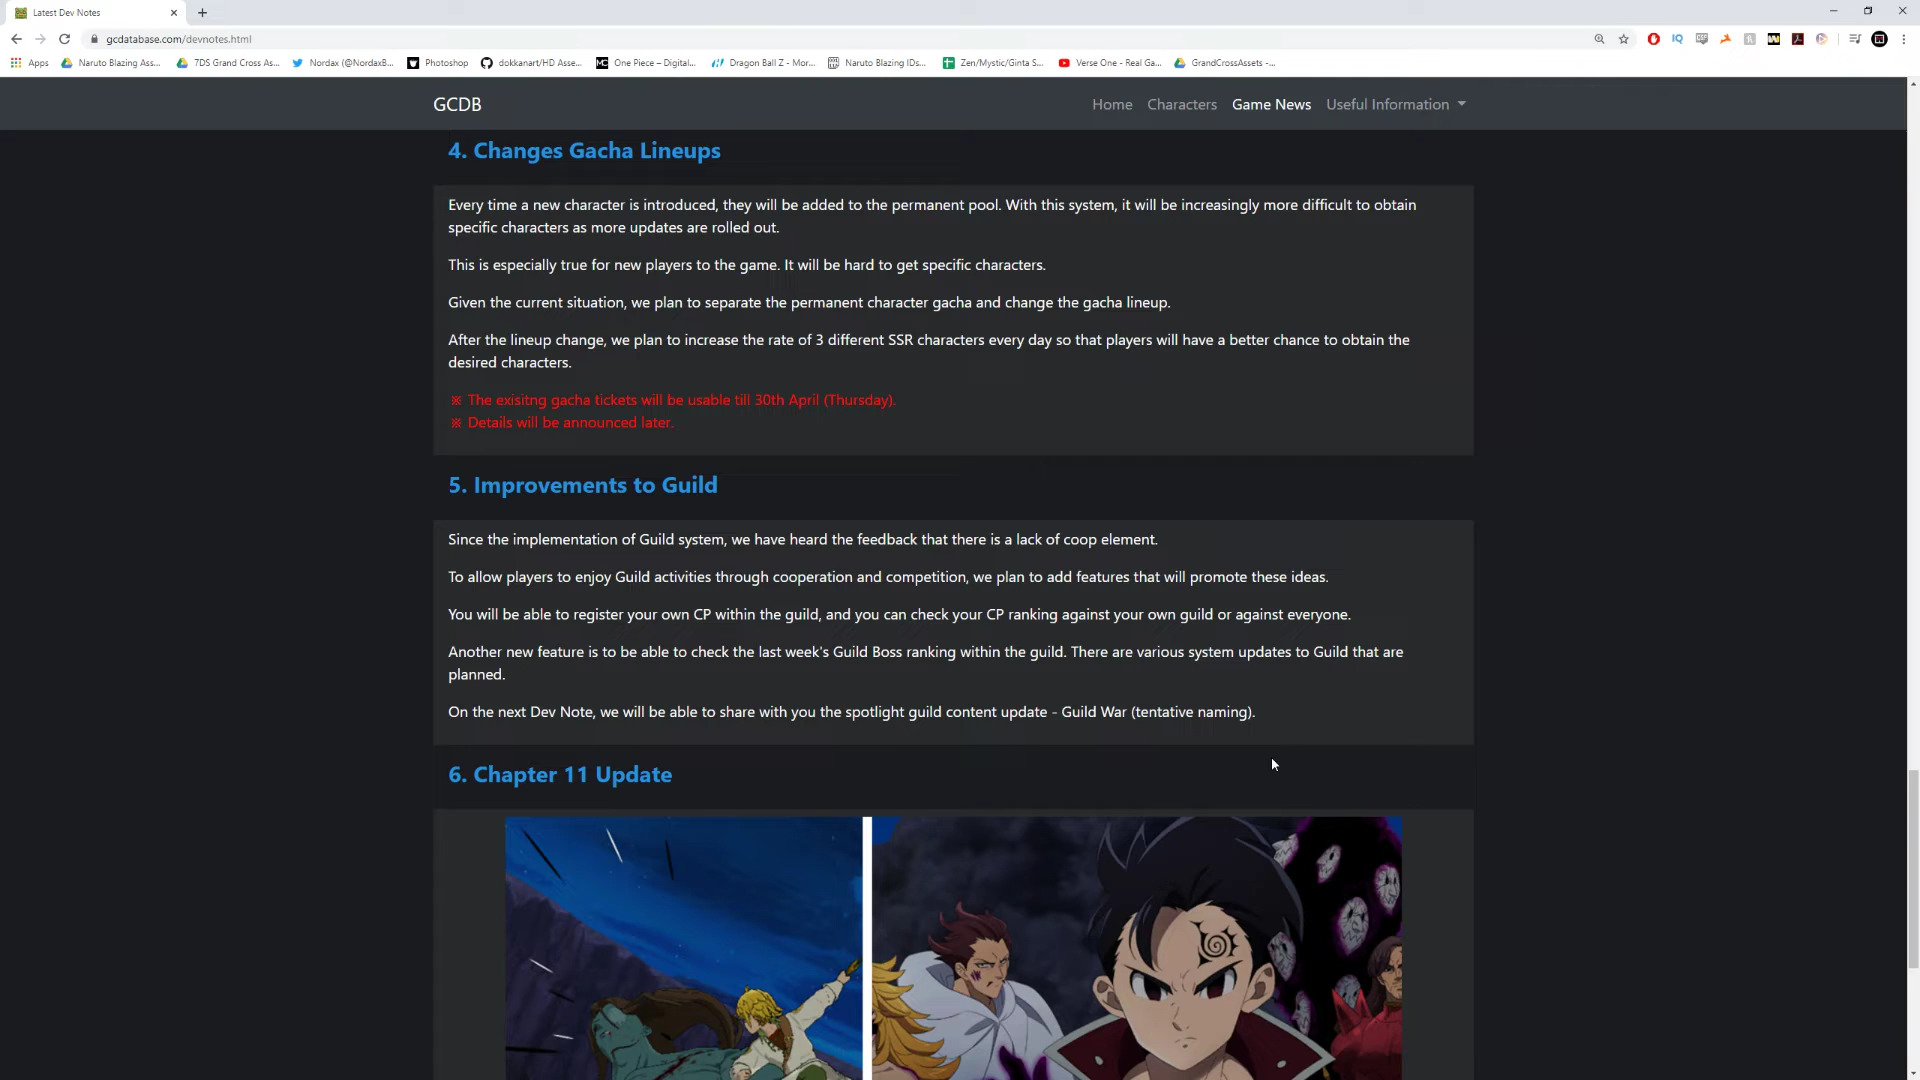 Latest Dev Notes
gcdatabase.com/devnotes.html
Apps Naruto Blazing Ass... 7DS Grand Cross As... Nordax (@NordaxB... Photoshop dokkanart/HD Asse... One Piece – Digital... Dragon Ball Z - Mor... Naruto Blazing IDs... Zen/Mystic/Ginta S... Verse One - Real Ga... GrandCrossAssets -...
GCDB Home Characters Game News Useful Information
4. Changes Gacha Lineups
Every time a new character is introduced, they will be added to the permanent pool. With this system, it will be increasingly more difficult to obtain
specific characters as more updates are rolled out.
This is especially true for new players to the game. It will be hard to get specific characters.
Given the current situation, we plan to separate the permanent character gacha and change the gacha lineup.
After the lineup change, we plan to increase the rate of 3 different SSR characters every day so that players will have a better chance to obtain the
desired characters.
※ The exisitng gacha tickets will be usable till 30th April (Thursday).
※ Details will be announced later.
5. Improvements to Guild
Since the implementation of Guild system, we have heard the feedback that there is a lack of coop element.
To allow players to enjoy Guild activities through cooperation and competition, we plan to add features that will promote these ideas.
You will be able to register your own CP within the guild, and you can check your CP ranking against your own guild or against everyone.
Another new feature is to be able to check the last week's Guild Boss ranking within the guild. There are various system updates to Guild that are
planned.
On the next Dev Note, we will be able to share with you the spotlight guild content update - Guild War (tentative naming).
6. Chapter 11 Update